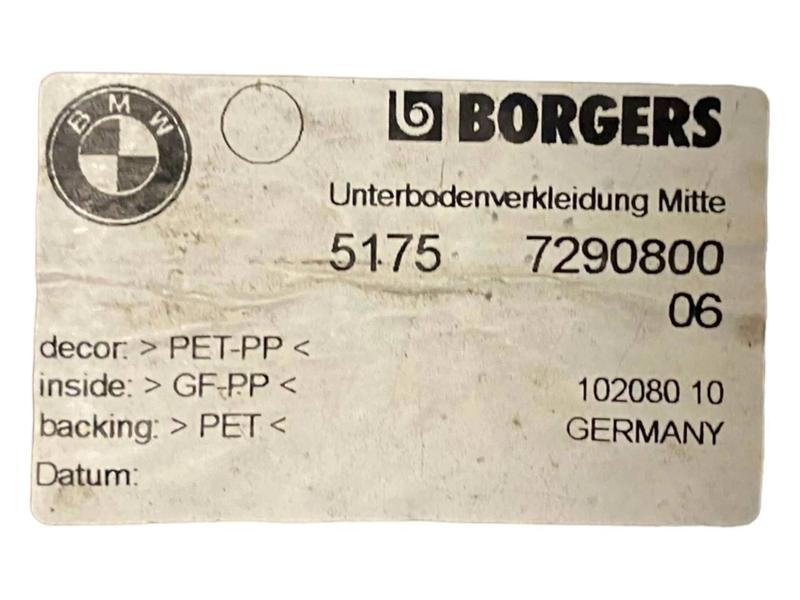 BMW
BORGERS
Unterbodenverkleidung Mitte
5175 7290800
06
decor: > PET-PP <
inside: > GF-PP <
102080 10
backing: > PET <
GERMANY
Datum: